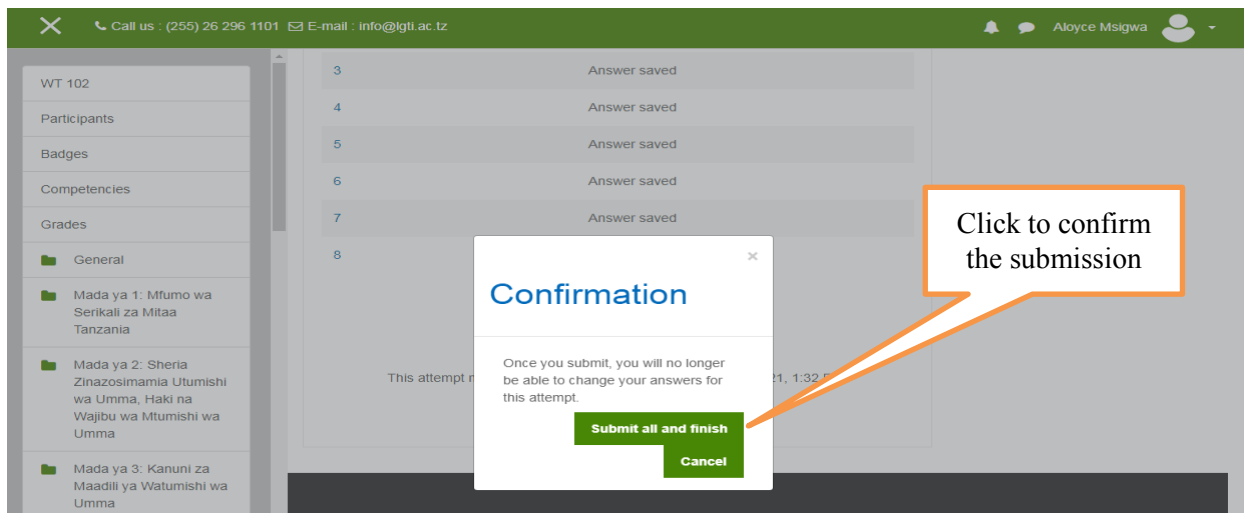 Call us : (255) 26 296 1101 E-mail : info@lgti.ac.tz
Aloyce Msigwa
WT 102
Participants
Badges
Competencies
Grades
General
Mada ya 1: Mfumo wa
Serikali za Mitaa
Tanzania
Mada ya 2: Sheria
Zinazosimamia Utumishi
wa Umma, Haki na
Wajibu wa Mtumishi wa
Umma
Mada ya 3: Kanuni za
Maadili ya Watumishi wa
Umma
3 Answer saved
4 Answer saved
5 Answer saved
6 Answer saved
7 Answer saved
8
This attempt
21, 1:32
×
Confirmation
Once you submit, you will no longer
be able to change your answers for
this attempt.
Submit all and finish
Cancel
Click to confirm
the submission